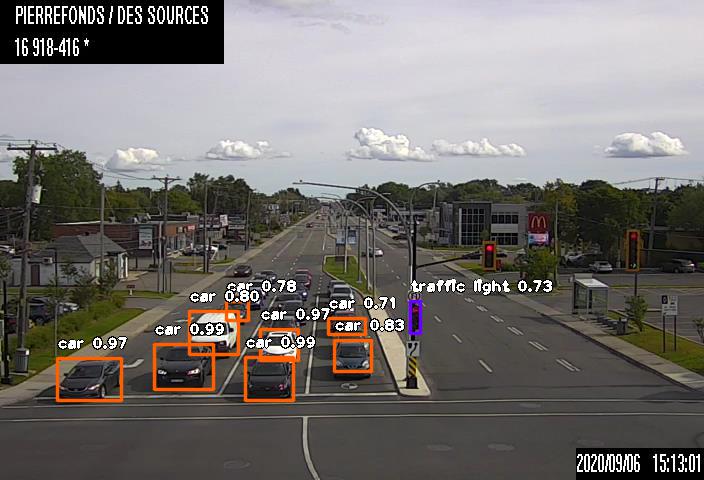 PIERREFONDS / DES SOURCES
16 918-416 *
car 0.78
car 0.80
traffic light 0.73
car 0.71
car 0.97
car 0.83
car 0.99
car 0.99
car 0.97
2020/09/06 15:13:01